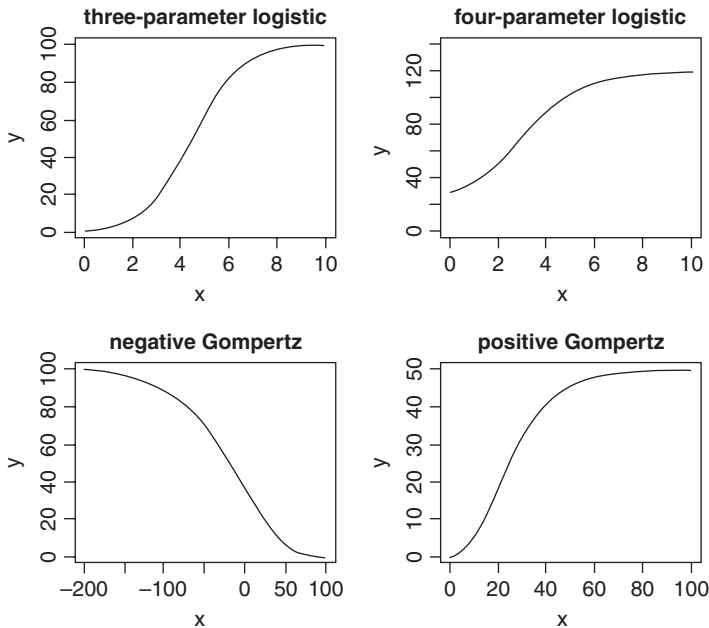 three-parameter logistic
y
0 20 40 60 80 100
0 2 4 6 8 10
x
four-parameter logistic
y
0 40 80 120
0 2 4 6 8 10
x
negative Gompertz
y
0 20 40 60 80 100
–200 –100 0 50 100
x
positive Gompertz
y
0 10 20 30 40 50
0 20 40 60 80 100
x